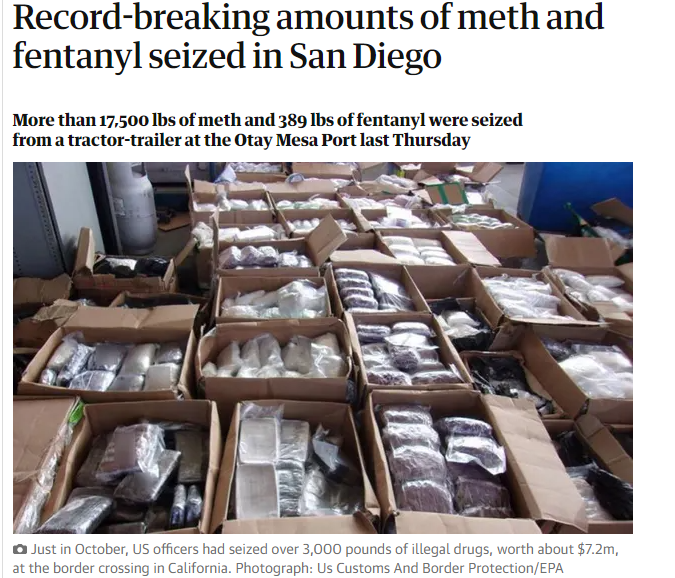 Record-breaking amounts of meth and
fentanyl seized in San Diego
More than 17,500 lbs of meth and 389 lbs of fentanyl were seized
from a tractor-trailer at the Otay Mesa Port last Thursday
Just in October, US officers had seized over 3,000 pounds of illegal drugs, worth about $7.2m,
at the border crossing in California. Photograph: Us Customs And Border Protection/EPA